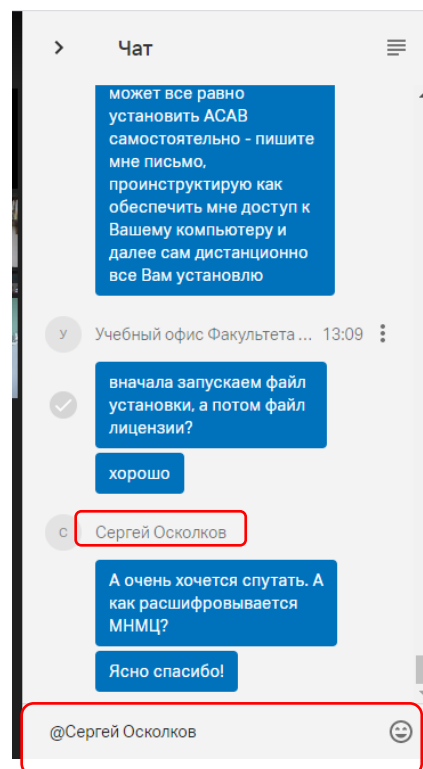 Чат
может все равно
установить АСАВ
самостоятельно - пишите
мне письмо,
проинструктирую как
обеспечить мне доступ к
Вашему компьютеру и
далее сам дистанционно
все Вам установлю
У
Учебный офис Факультета ... 13:09
вначала запускаем файл
установки, а потом файл
лицензии?
хорошо
С
Сергей Осколков
А очень хочется спутать. А
как расшифровывается
МНМЦ?
Ясно спасибо!
@Сергей Осколков